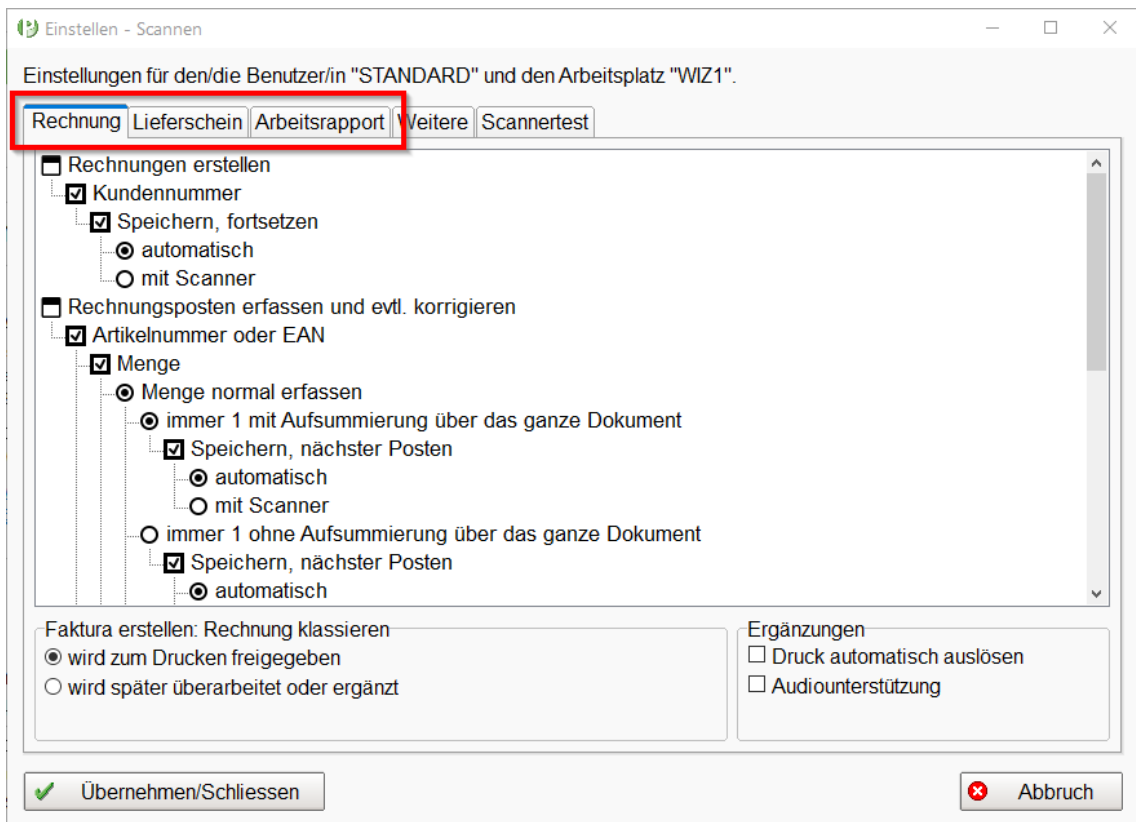 Einstellen - Scannen
Einstellungen für den/die Benutzer/in "STANDARD" und den Arbeitsplatz "WIZ1".
Rechnung Lieferschein Arbeitsrapport Weitere Scannertest
Rechnungen erstellen
Kundennummer
Speichern, fortsetzen
automatisch
mit Scanner
Rechnungsposten erfassen und evtl. korrigieren
Artikelnummer oder EAN
Menge
Menge normal erfassen
immer 1 mit Aufsummierung über das ganze Dokument
Speichern, nächster Posten
automatisch
mit Scanner
immer 1 ohne Aufsummierung über das ganze Dokument
Speichern, nächster Posten
automatisch
Faktura erstellen: Rechnung klassieren
wird zum Drucken freigegeben
wird später überarbeitet oder ergänzt
Ergänzungen
Druck automatisch auslösen
Audiounterstützung
Übernehmen/Schliessen
Abbruch